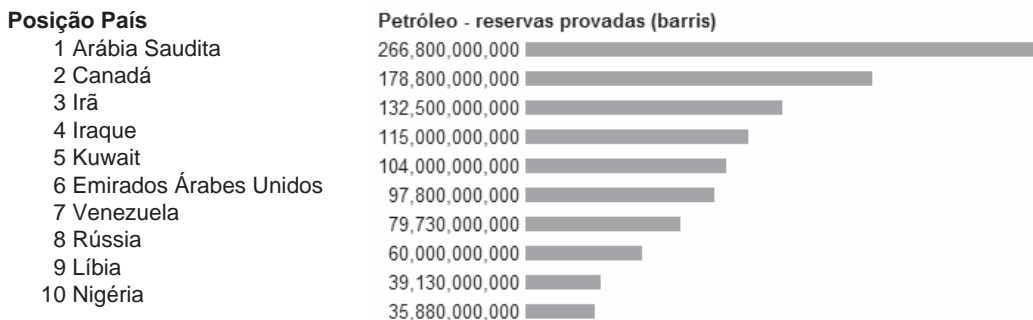 Posição País
Petróleo - reservas provadas (barris)
1 Arábia Saudita
266,800,000,000
2 Canadá
178,800,000,000
3 Irã
132,500,000,000
4 Iraque
115,000,000,000
5 Kuwait
104,000,000,000
6 Emirados Árabes Unidos
97,800,000,000
7 Venezuela
79,730,000,000
8 Rússia
60,000,000,000
9 Líbia
39,130,000,000
10 Nigéria
35,880,000,000